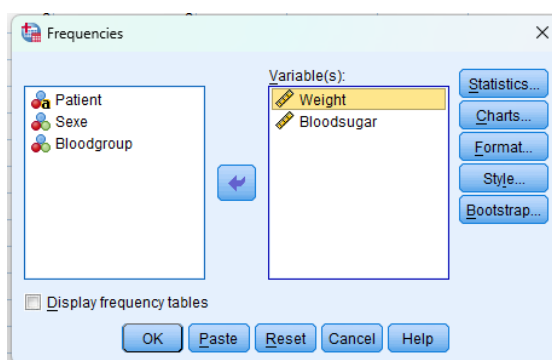 Frequencies
Variable(s):
Patient
Sexe
Bloodgroup
Weight
Bloodsugar
Statistics...
Charts...
Format...
Style...
Bootstrap...
Display frequency tables
OK
Paste
Reset
Cancel
Help